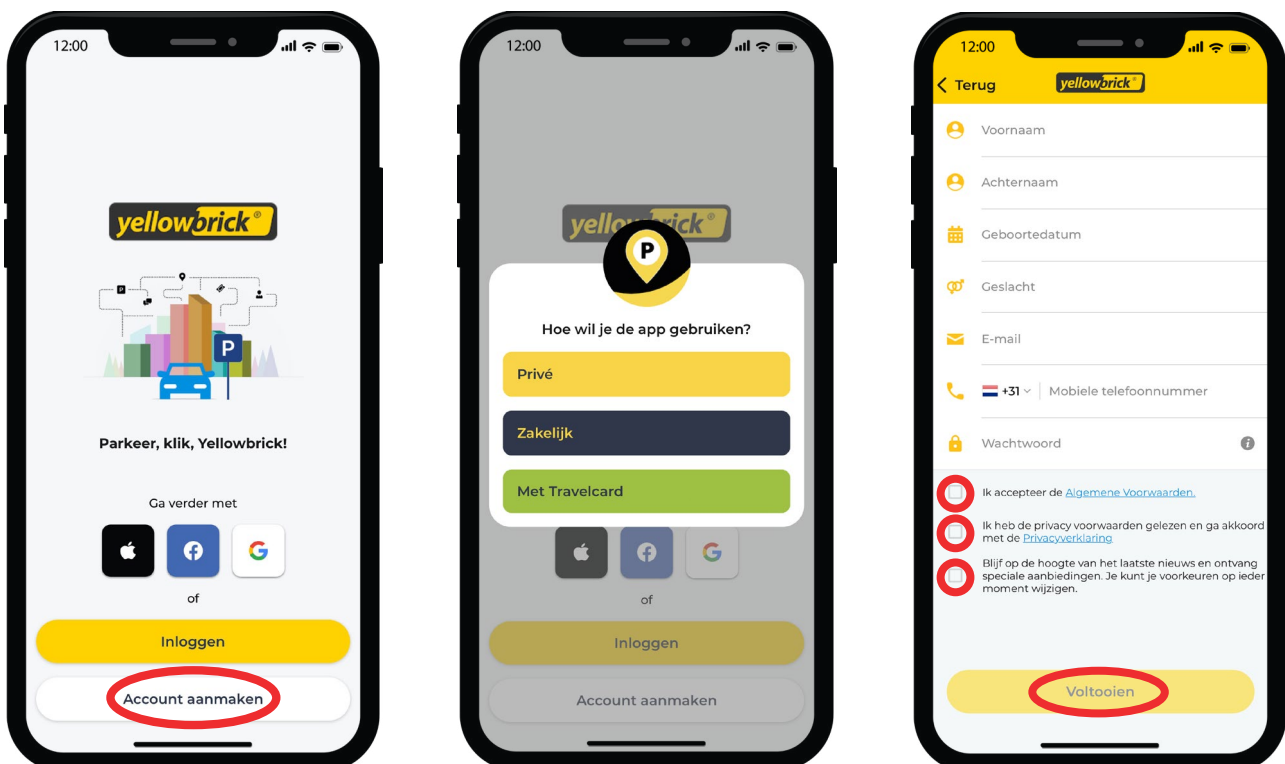 12:00
yellowbrick®
P
P
Parkeer, klik, Yellowbrick!
Ga verder met
f
G
of
Inloggen
Account aanmaken
12:00
yellowbrick®
P
Hoe wil je de app gebruiken?
Privé
Zakelijk
Met Travelcard
f
G
of
Inloggen
Account aanmaken
12:00
Terug
yellowbrick®
Voornaam
Achternaam
Geboortedatum
Geslacht
E-mail
+31 Mobiele telefoonnummer
Wachtwoord i
Ik accepteer de Algemene Voorwaarden.
Ik heb de privacy voorwaarden gelezen en ga akkoord
met de Privacyverklaring
Blijf op de hoogte van het laatste nieuws en ontvang
speciale aanbiedingen. Je kunt je voorkeuren op ieder
moment wijzigen.
Voltooien